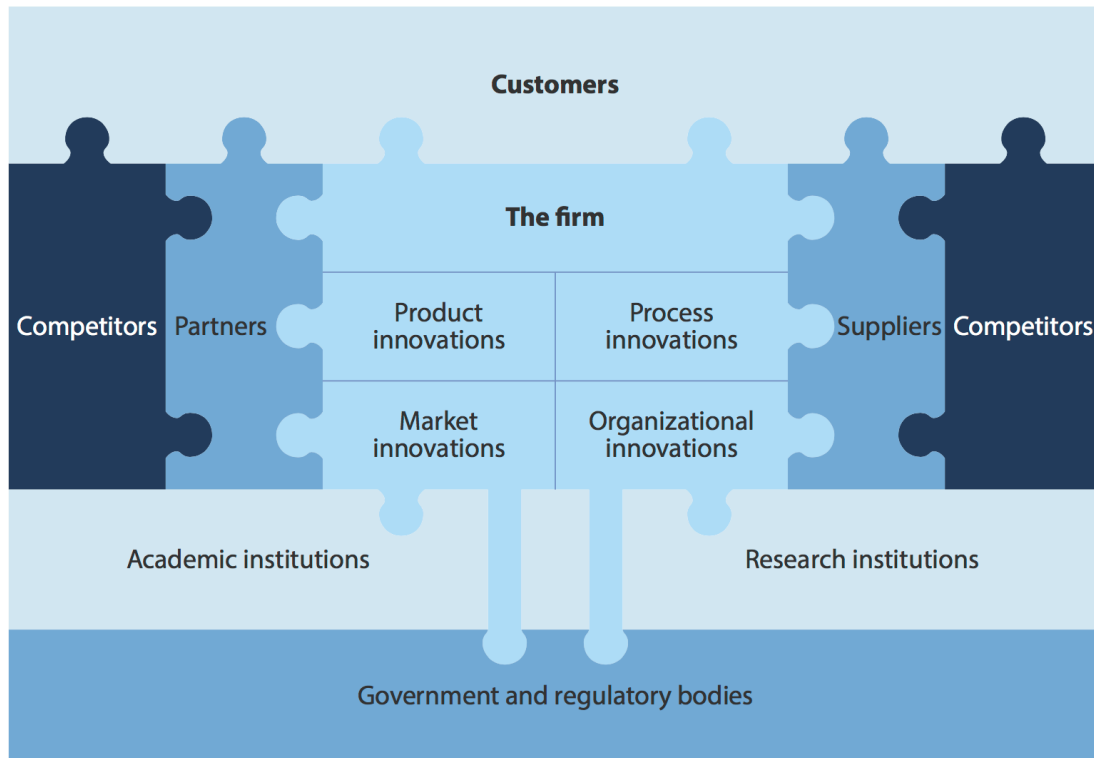 Customers
The firm
Competitors
Partners
Product
innovations
Process
innovations
Suppliers
Competitors
Market
innovations
Organizational
innovations
Academic institutions
Research institutions
Government and regulatory bodies